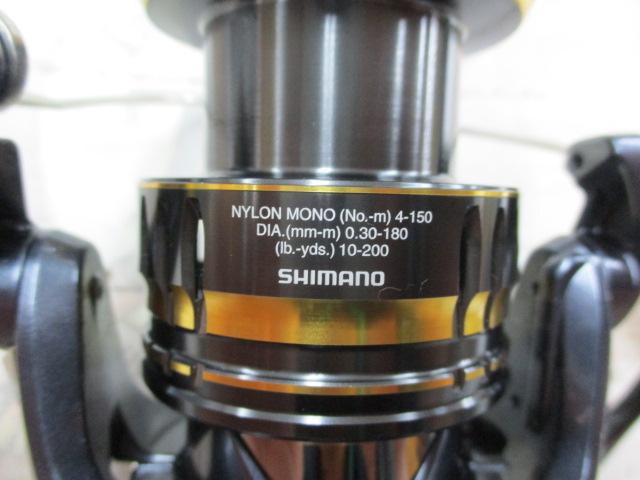 NYLON MONO (No.-m) 4-150
DIA.(mm-m) 0.30-180
(lb.-yds.) 10-200
SHIMANO